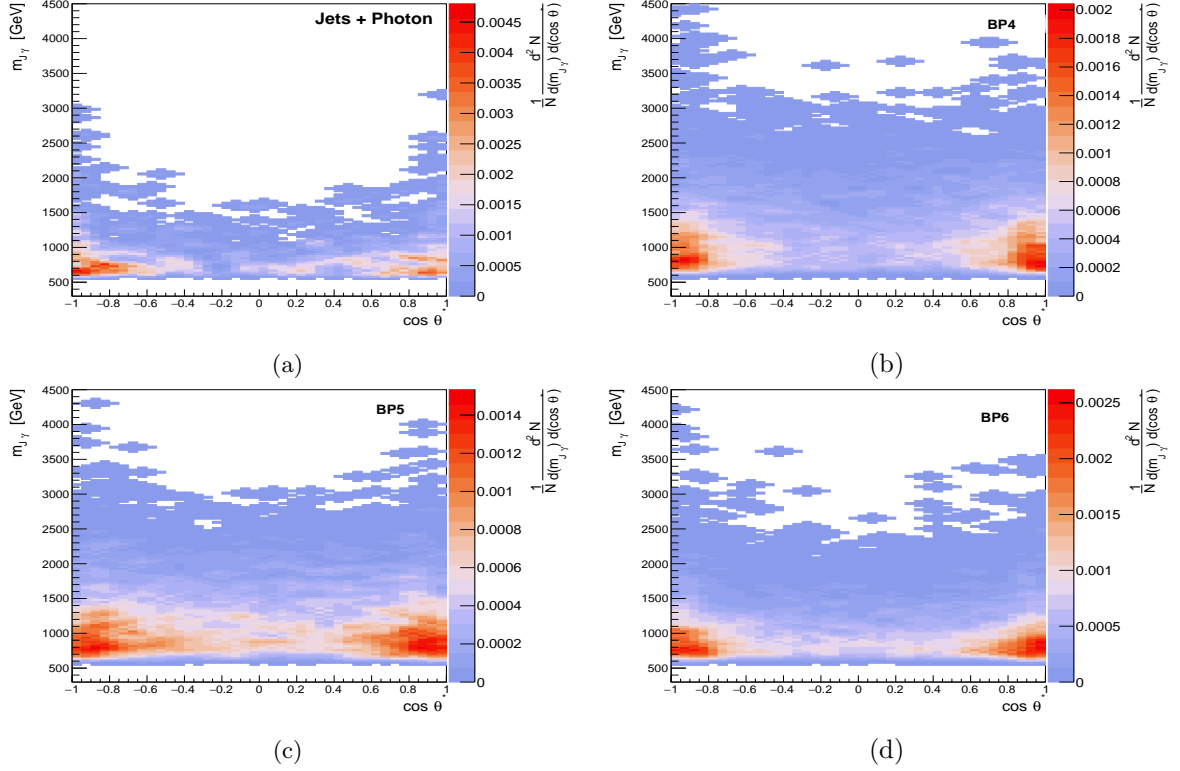 Jets + Photon
m_{Jγ} [GeV]
4500
4000
3500
3000
2500
2000
1500
1000
500
−1 −0.8 −0.6 −0.4 −0.2 0 0.2 0.4 0.6 0.8 1
cos θ*
0.0045
0.004
0.0035
0.003
0.0025
0.002
0.0015
0.001
0.0005
0
1/N d² N / d(m_{Jγ}) d(cos θ*)
(a)
BP4
m_{Jγ} [GeV]
4500
4000
3500
3000
2500
2000
1500
1000
500
−1 −0.8 −0.6 −0.4 −0.2 0 0.2 0.4 0.6 0.8 1
cos θ*
0.002
0.0018
0.0016
0.0014
0.0012
0.001
0.0008
0.0006
0.0004
0.0002
0
1/N d² N / d(m_{Jγ}) d(cos θ*)
(b)
BP5
m_{Jγ} [GeV]
4500
4000
3500
3000
2500
2000
1500
1000
500
−1 −0.8 −0.6 −0.4 −0.2 0 0.2 0.4 0.6 0.8 1
cos θ*
0.0014
0.0012
0.001
0.0008
0.0006
0.0004
0.0002
0
1/N d² N / d(m_{Jγ}) d(cos θ*)
(c)
BP6
m_{Jγ} [GeV]
4500
4000
3500
3000
2500
2000
1500
1000
500
−1 −0.8 −0.6 −0.4 −0.2 0 0.2 0.4 0.6 0.8 1
cos θ*
0.0025
0.002
0.0015
0.001
0.0005
0
1/N d² N / d(m_{Jγ}) d(cos θ*)
(d)